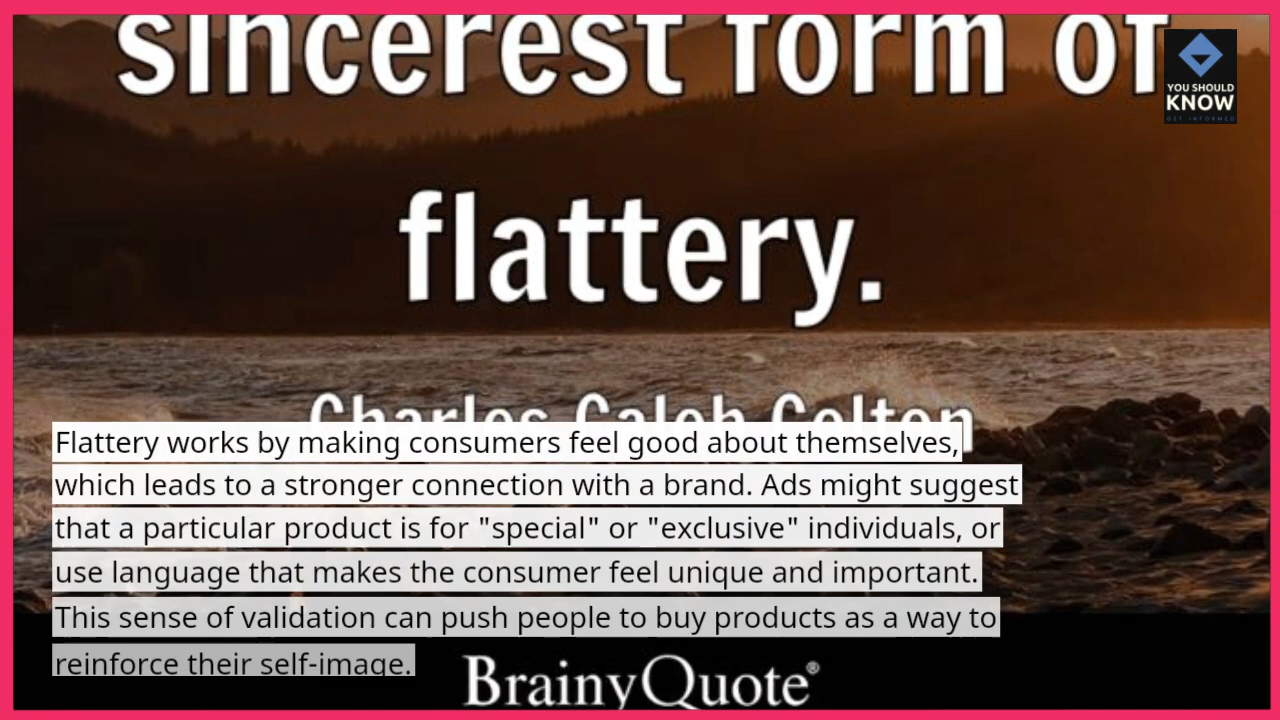 sincerest form of
YOU SHOULD
KNOW
GET INFORMED
flattery.
Charles Caleb Colton
Flattery works by making consumers feel good about themselves,
which leads to a stronger connection with a brand. Ads might suggest
that a particular product is for "special" or "exclusive" individuals, or
use language that makes the consumer feel unique and important.
This sense of validation can push people to buy products as a way to
reinforce their self-image.
BrainyQuote®